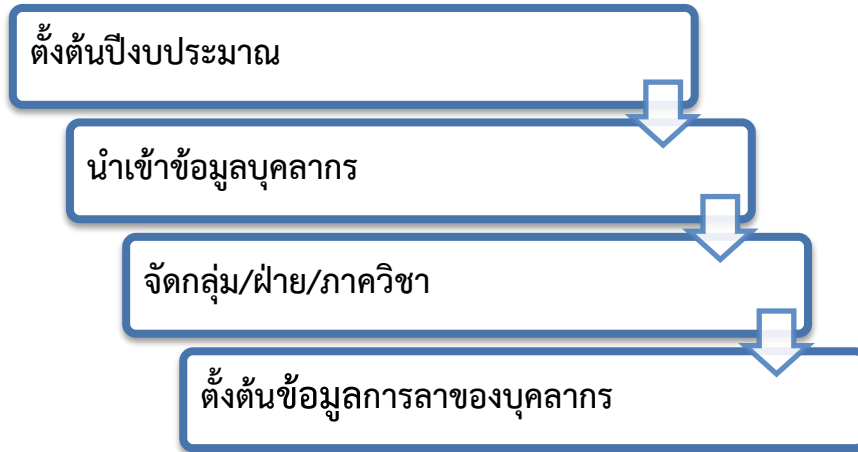 ตั้งต้นปีงบประมาณ
นำเข้าข้อมูลบุคลากร
จัดกลุ่ม/ฝ่าย/ภาควิชา
ตั้งต้นข้อมูลการลาของบุคลากร